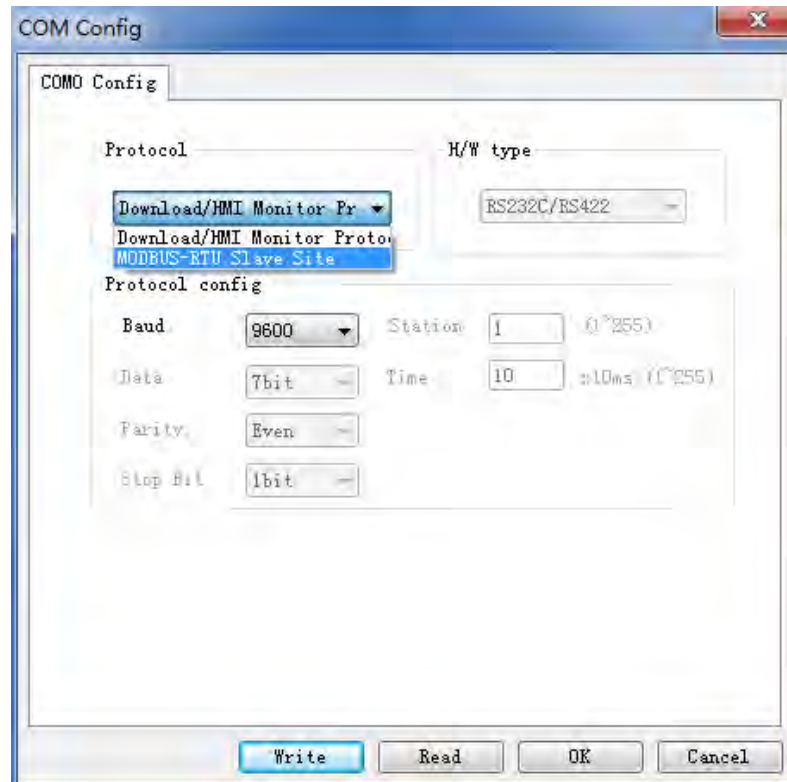 COM Config
COM0 Config
Protocol
H/W type
Download/HMI Monitor Pr
RS232C/RS422
Download/HMI Monitor Proto
MODBUS-RTU Slave Site
Protocol config
Baud
9600
Station
1
(1~255)
Data
7bit
Time
10
x10ms (1~255)
Parity
Even
Stop Bit
1bit
Write
Read
OK
Cancel